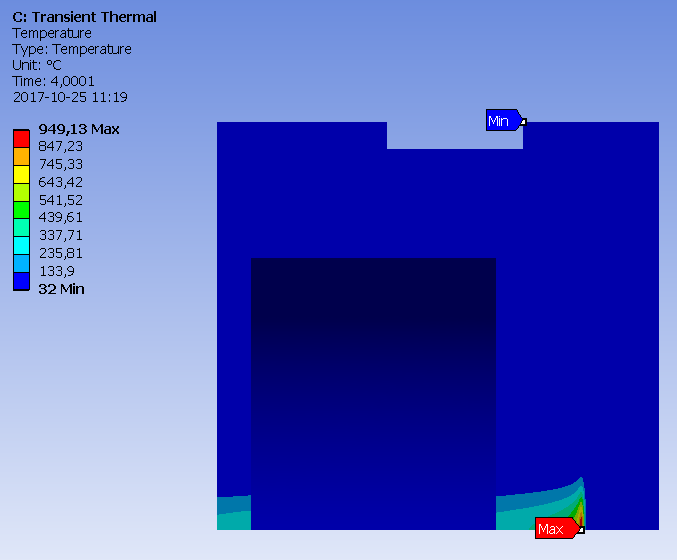 C: Transient Thermal
Temperature
Type: Temperature
Unit: °C
Time: 4,0001
2017-10-25 11:19
949,13 Max
847,23
745,33
643,42
541,52
439,61
337,71
235,81
133,9
32 Min
Min
Max